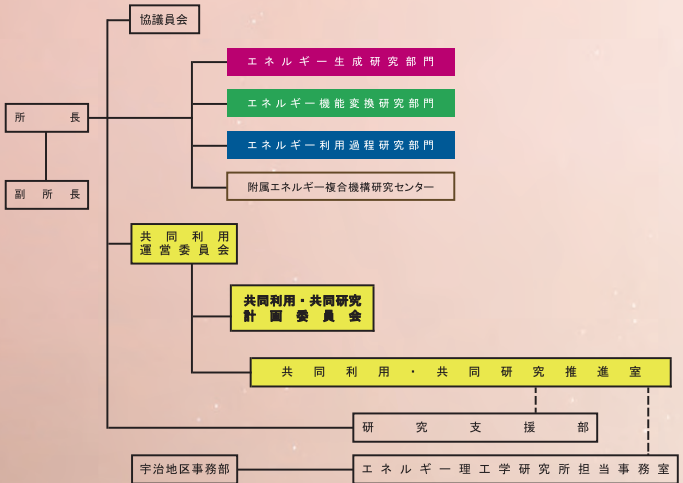 協議員会
エネルギー生成研究部門
所長
エネルギー機能変換研究部門
エネルギー利用過程研究部門
副所長
附属エネルギー複合機構研究センター
共同利用
運営委員会
共同利用・共同研究
計画委員会
共同利用・共同研究推進室
研究支援部
宇治地区事務部
エネルギー理工学研究所担当事務室